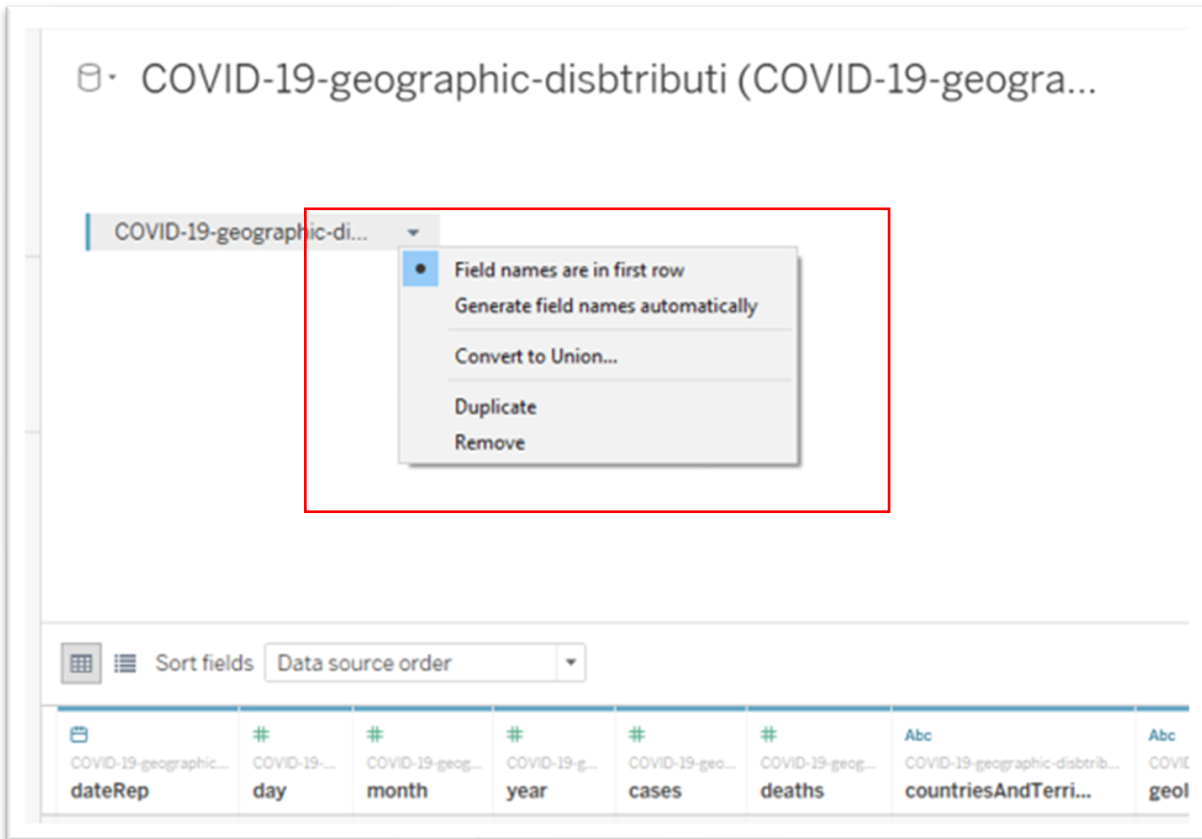 COVID-19-geographic-disbtributi (COVID-19-geogra...
COVID-19-geographic-di...
Field names are in first row
Generate field names automatically
Convert to Union...
Duplicate
Remove
Sort fields Data source order
# # # # # Abc Abc
COVID-19-geographic... COVID-19-... COVID-19-geog... COVID-19-g... COVID-19-geo... COVID-19-geog... COVID-19-geographic-disbtrib... COVID
dateRep day month year cases deaths countriesAndTerri... geol